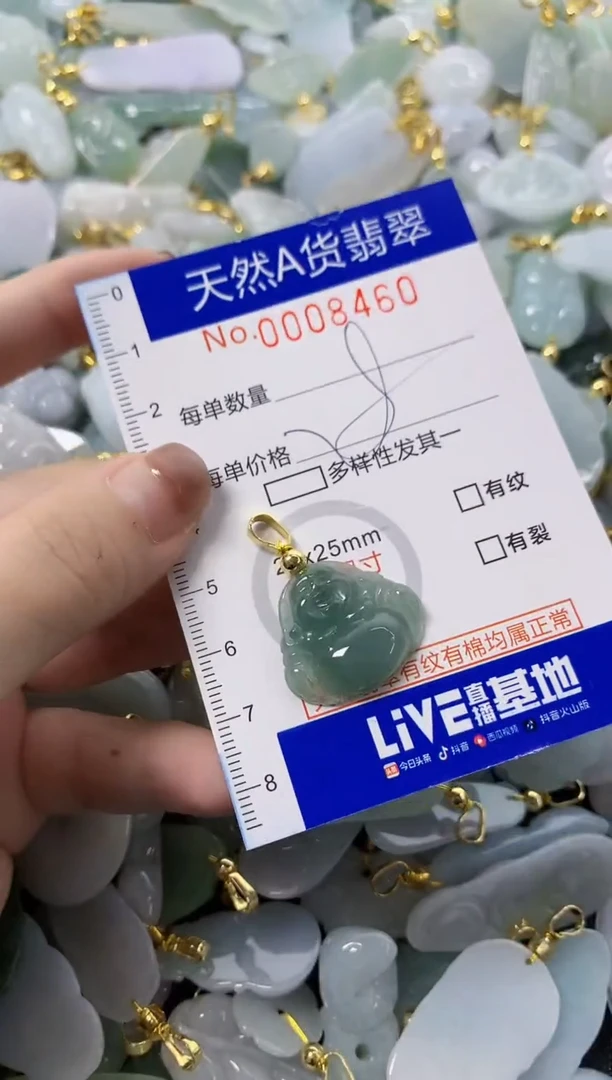 天然A货翡翠
No.0008460
每单数量
每单价格
多样性发其一
有纹
x25mm
有裂
有纹有棉均属正常
LiVE直播基地
今日头条 抖音 西瓜视频 抖音火山版
0
1
2
5
6
7
8